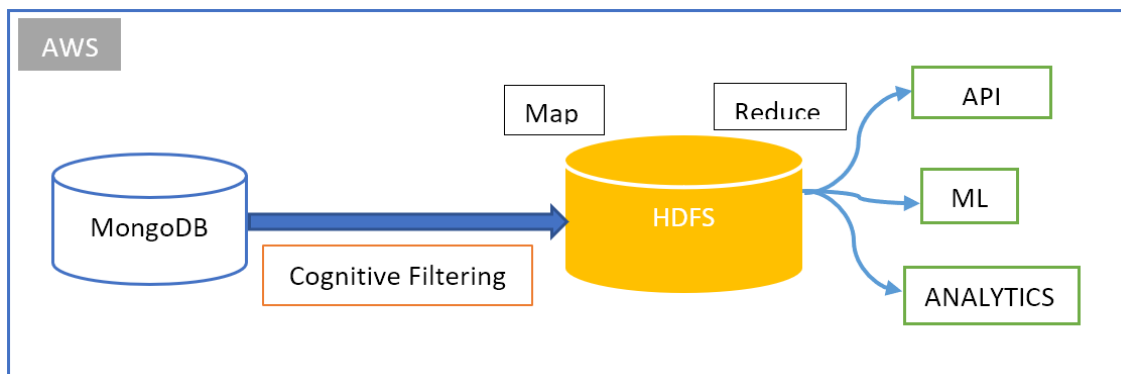 AWS
Map
Reduce
API
MongoDB
HDFS
ML
Cognitive Filtering
ANALYTICS